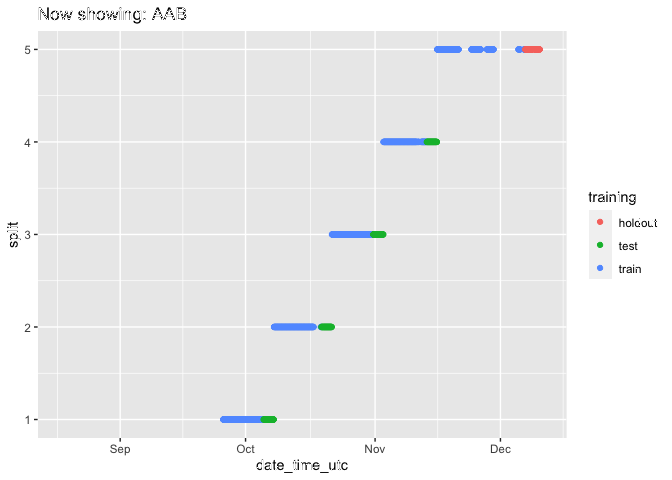 Now showing: AAB
5
4
3
2
1
split
Sep Oct Nov Dec
date_time_utc
training
holdout
test
train